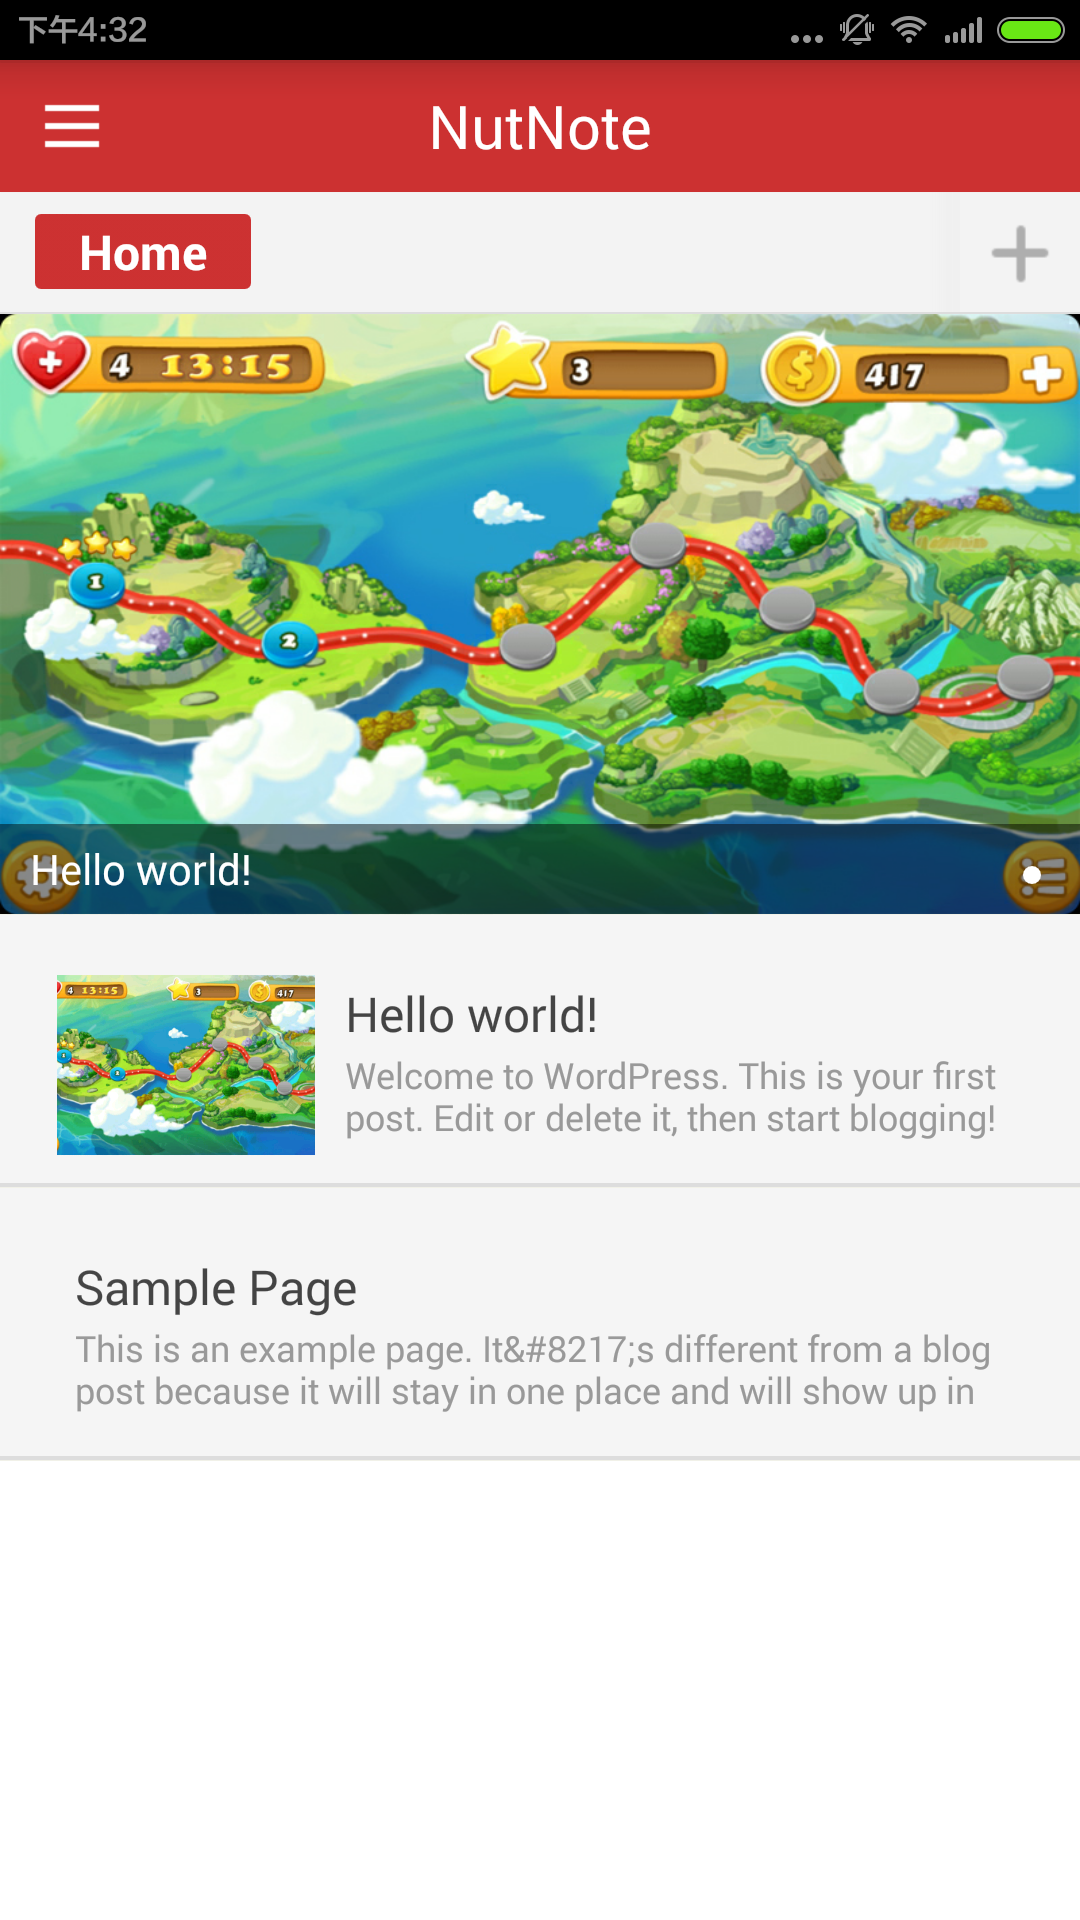 下午4:32
NutNote
Home
4 13:15
3
417
1
2
Hello world!
4 13:15
3
417
Hello world!
Welcome to WordPress. This is your first
post. Edit or delete it, then start blogging!
Sample Page
This is an example page. It&#8217;s different from a blog
post because it will stay in one place and will show up in